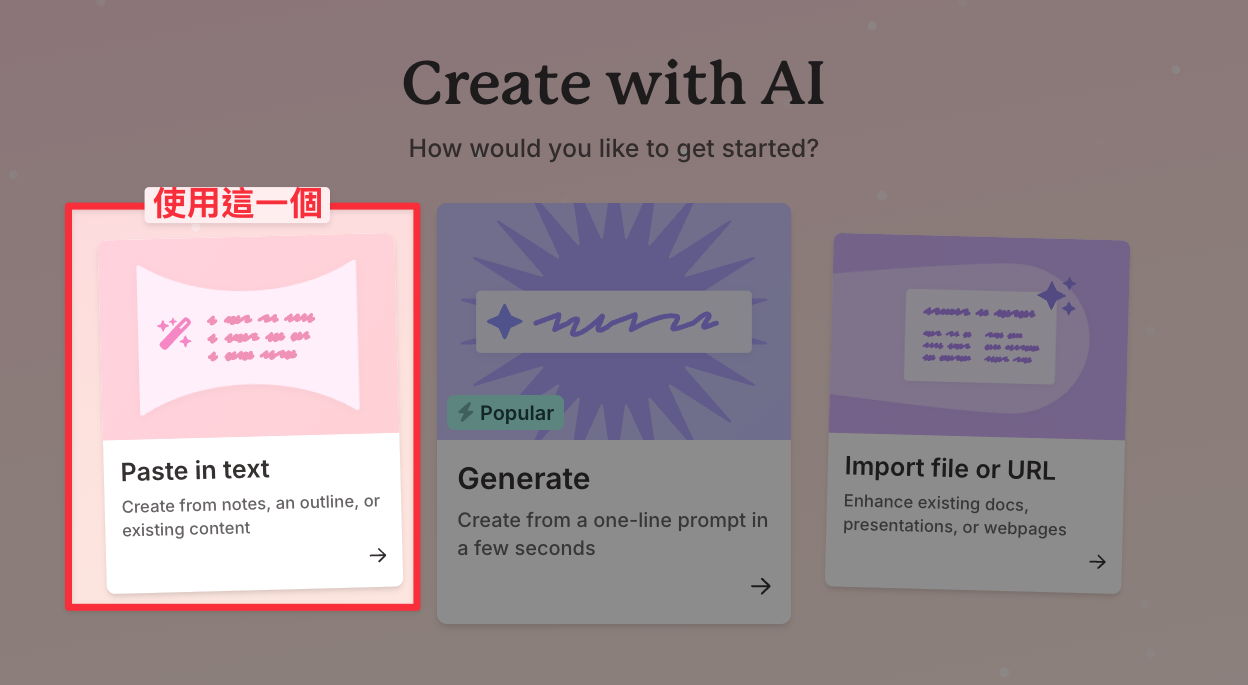 Create with AI
How would you like to get started?
使用這一個
Paste in text
Create from notes, an outline, or
existing content
Popular
Generate
Create from a one-line prompt in
a few seconds
Import file or URL
Enhance existing docs,
presentations, or webpages